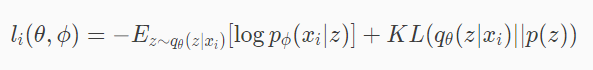 l_i(θ, ϕ) = −E_{z∼q_θ(z|x_i)}[log p_ϕ(x_i|z)] + KL(q_θ(z|x_i)||p(z))